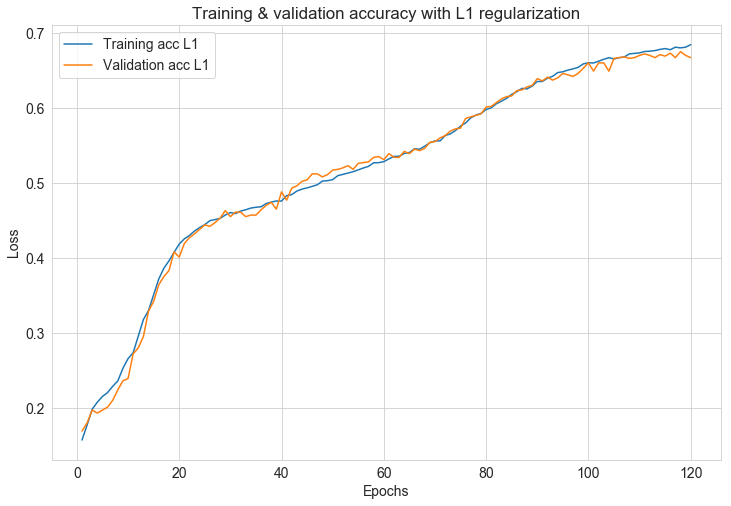 Training & validation accuracy with L1 regularization
Training acc L1
Validation acc L1
0.7
0.6
0.5
0.4
0.3
0.2
Loss
0 20 40 60 80 100 120
Epochs